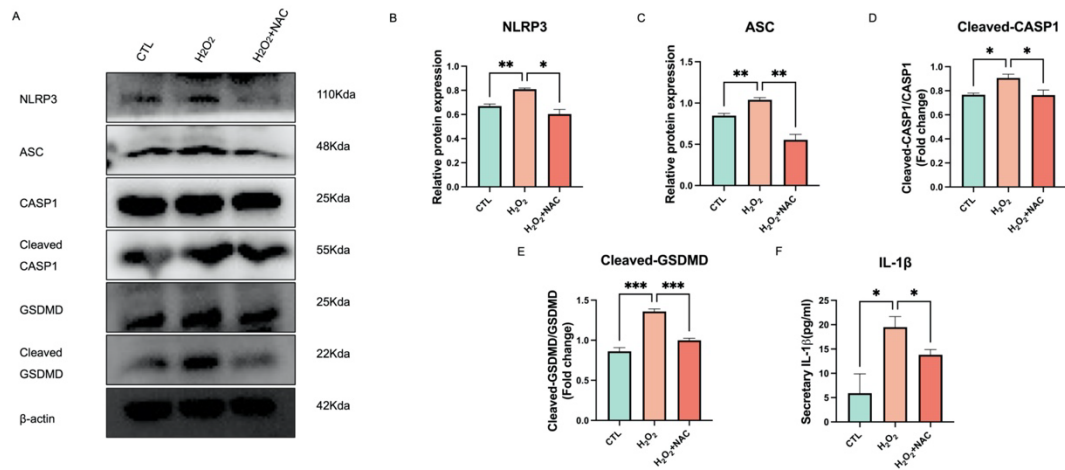 A
CTL
H2O2
H2O2+NAC
NLRP3
110Kda
ASC
48Kda
CASP1
25Kda
Cleaved
CASP1
55Kda
GSDMD
25Kda
Cleaved
GSDMD
22Kda
β-actin
42Kda
B
NLRP3
Relative protein expression
1.0
0.8
0.6
0.4
0.2
0.0
**
*
CTL
H2O2
H2O2+NAC
C
ASC
Relative protein expression
1.5
1.0
0.5
0.0
**
**
CTL
H2O2
H2O2+NAC
D
Cleaved-CASP1
Cleaved-CASP1/CASP1
(Fold change)
1.0
0.8
0.6
0.4
0.2
0.0
*
*
CTL
H2O2
H2O2+NAC
E
Cleaved-GSDMD
Cleaved-GSDMD/GSDMD
(Fold change)
1.5
1.0
0.5
0.0
***
***
CTL
H2O2
H2O2+NAC
F
IL-1β
Secretary IL-1β(pg/ml)
25
20
15
10
5
0
*
*
CTL
H2O2
H2O2+NAC